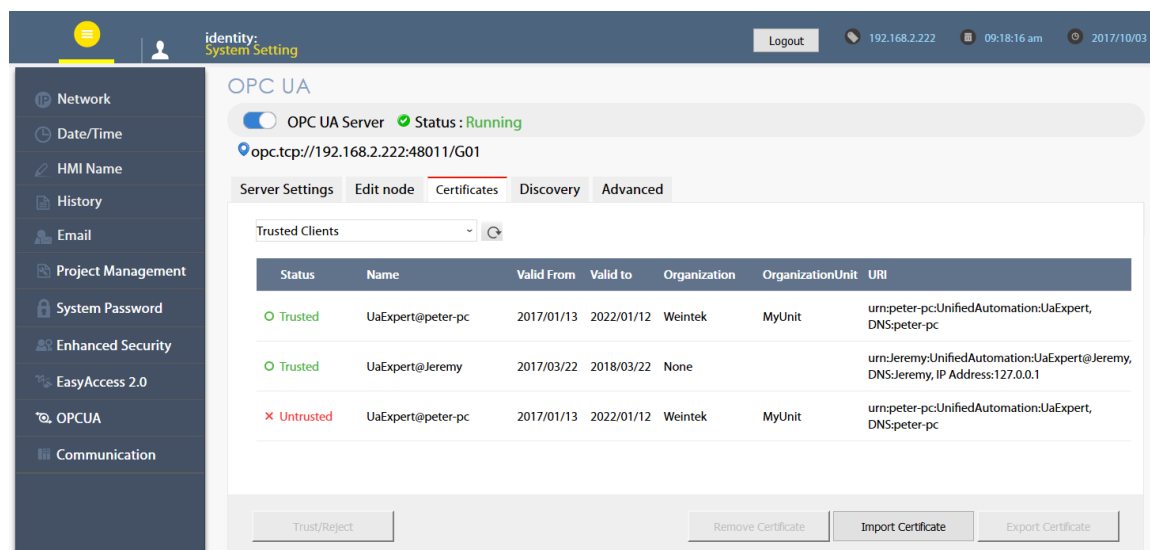 identity:
System Setting
Logout
192.168.2.222
09:18:16 am
2017/10/03
IP Network
Date/Time
HMI Name
History
Email
Project Management
System Password
Enhanced Security
EasyAccess 2.0
OPCUA
Communication
OPC UA
OPC UA Server Status : Running
opc.tcp://192.168.2.222:48011/G01
Server Settings Edit node Certificates Discovery Advanced
Trusted Clients
Status Name Valid From Valid to Organization OrganizationUnit URI
Trusted UaExpert@peter-pc 2017/01/13 2022/01/12 Weintek MyUnit urn:peter-pc:UnifiedAutomation:UaExpert,
DNS:peter-pc
Trusted UaExpert@Jeremy 2017/03/22 2018/03/22 None urn:Jeremy:UnifiedAutomation:UaExpert@Jeremy,
DNS:Jeremy, IP Address:127.0.0.1
Untrusted UaExpert@peter-pc 2017/01/13 2022/01/12 Weintek MyUnit urn:peter-pc:UnifiedAutomation:UaExpert,
DNS:peter-pc
Trust/Reject Remove Certificate Import Certificate Export Certificate